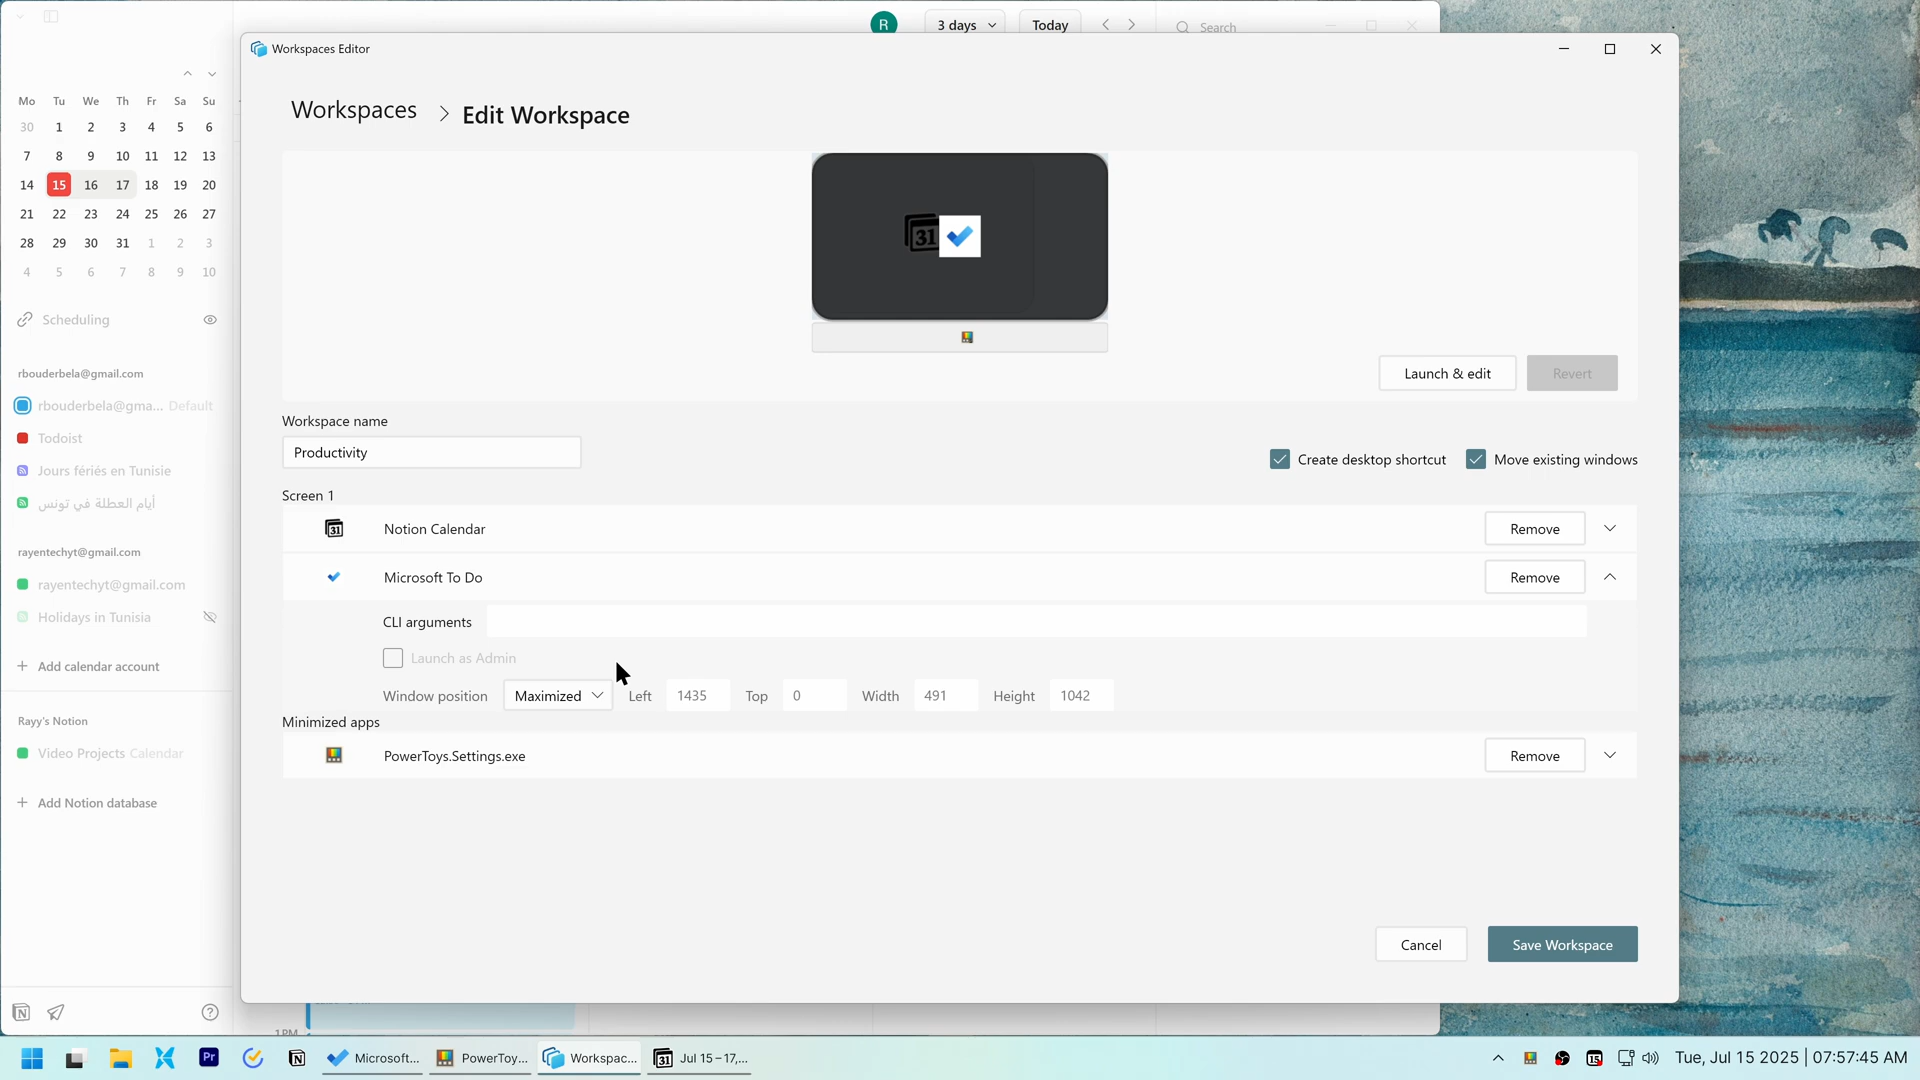 R
3 days
Today
Search
Workspaces Editor
Workspaces
Edit Workspace
Mo Tu We Th Fr Sa Su
30 1 2 3 4 5 6
7 8 9 10 11 12 13
14 15 16 17 18 19 20
21 22 23 24 25 26 27
28 29 30 31 1 2 3
4 5 6 7 8 9 10
Scheduling
rbouderbela@gmail.com
rbouderbela@gma... Default
Todoist
Jours fériés en Tunisie
أيام العطلة في تونس
rayentechyt@gmail.com
rayentechyt@gmail.com
Holidays in Tunisia
Add calendar account
Rayy's Notion
Video Projects Calendar
Add Notion database
31
Launch & edit
Revert
Workspace name
Productivity
Create desktop shortcut
Move existing windows
Screen 1
31
Notion Calendar
Remove
Microsoft To Do
Remove
CLI arguments
Launch as Admin
Window position
Maximized
Left
1435
Top
0
Width
491
Height
1042
Minimized apps
PowerToys.Settings.exe
Remove
Cancel
Save Workspace
1PM
Pr
Microsoft...
PowerToy...
Workspac...
31
Jul 15–17,...
15
Tue, Jul 15 2025 | 07:57:45 AM